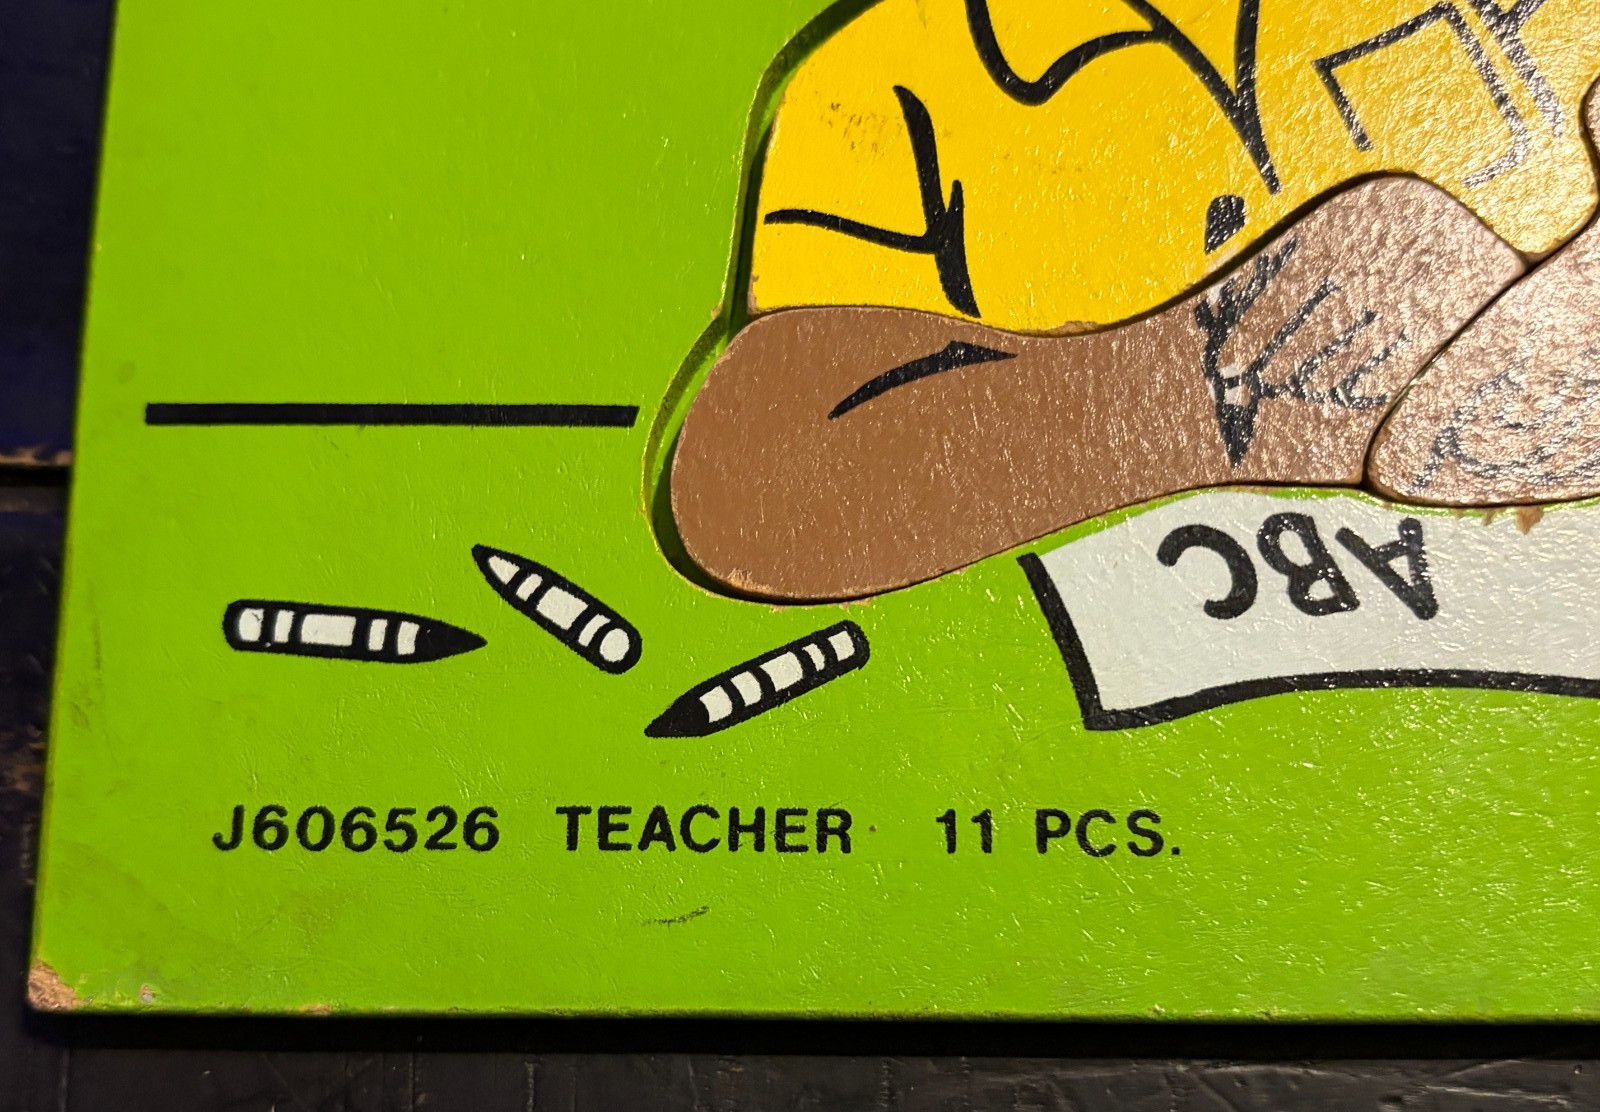 ABC
J606526 TEACHER 11 PCS.